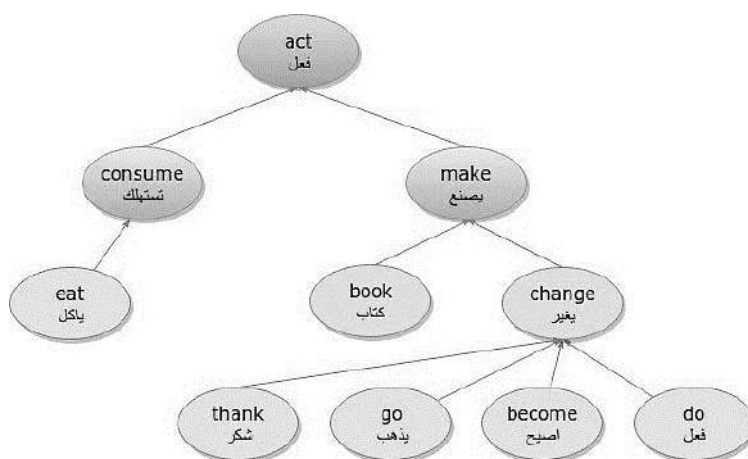 act
فعل
consume
تستهلك
make
يصنع
eat
ياكل
book
كتاب
change
يغير
thank
شكر
go
يذهب
become
اصبح
do
فعل